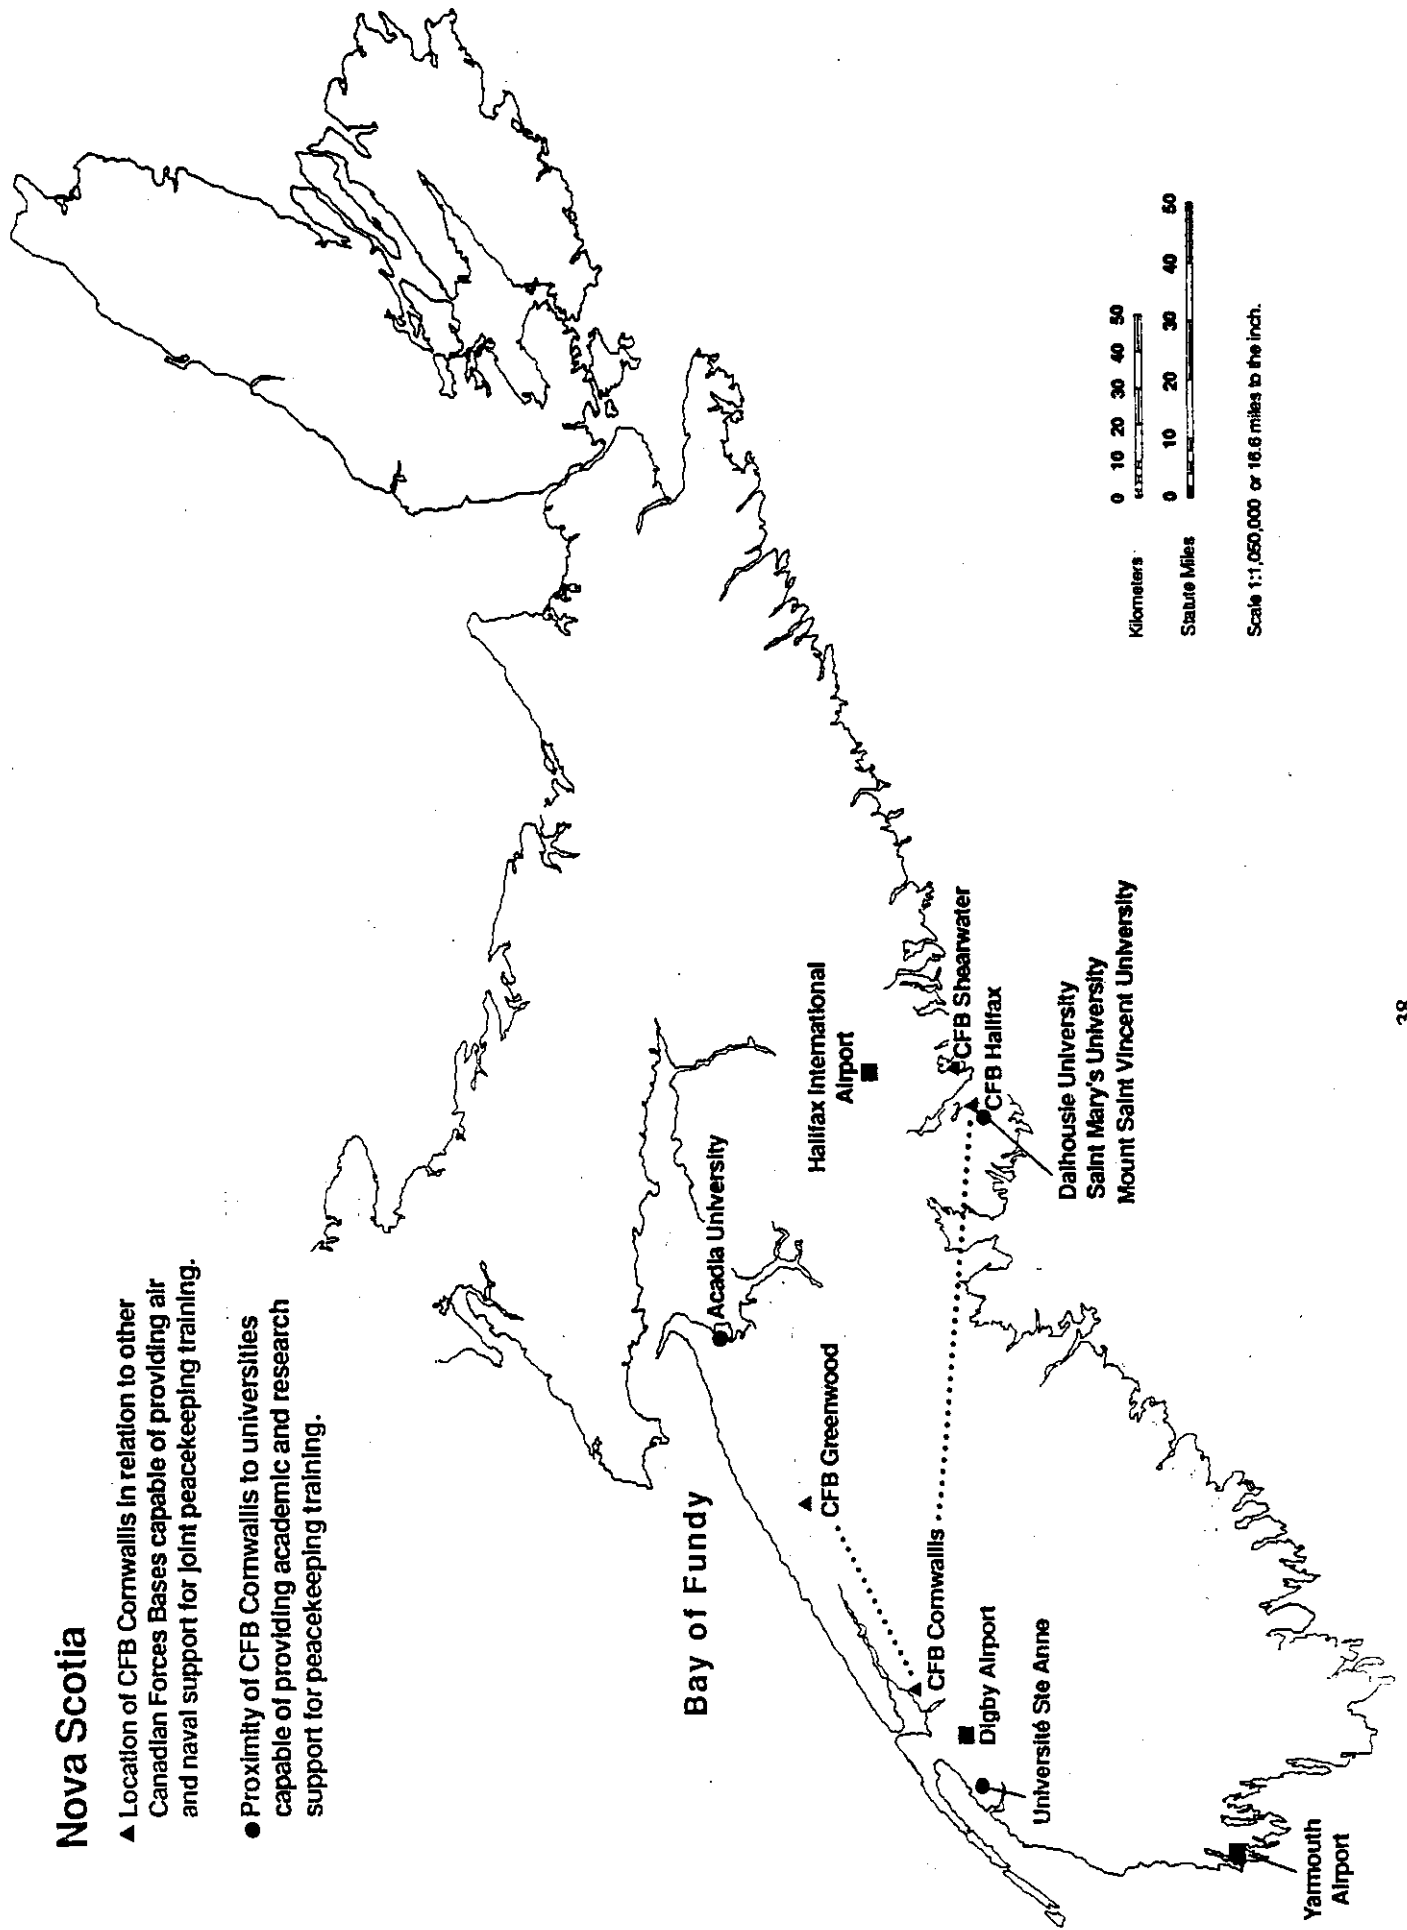 Nova Scotia
▲ Location of CFB Cornwallis in relation to other
Canadian Forces Bases capable of providing air
and naval support for joint peacekeeping training.
● Proximity of CFB Cornwallis to universities
capable of providing academic and research
support for peacekeeping training.
Bay of Fundy
Acadia University
Halifax International
Airport
CFB Greenwood
CFB Shearwater
CFB Halifax
Dalhousie University
Saint Mary's University
Mount Saint Vincent University
CFB Cornwallis
Digby Airport
Université Ste Anne
Yarmouth
Airport
Kilometers 0 10 20 30 40 50
Statute Miles 0 10 20 30 40 50
Scale 1:1,050,000 or 16.6 miles to the inch.
38